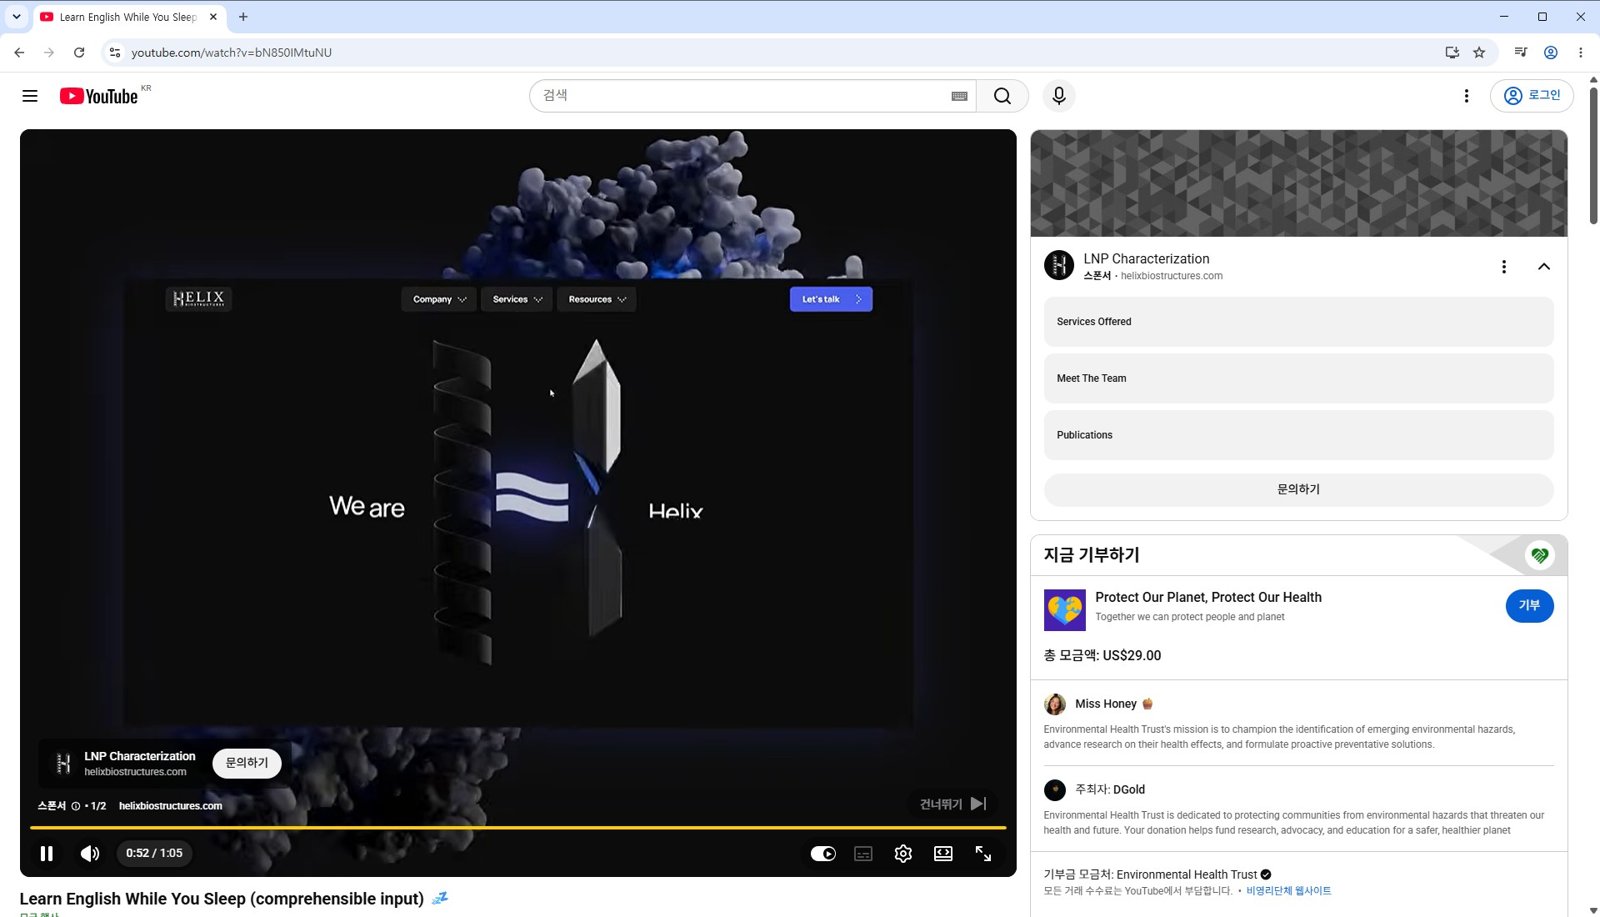 Learn English While You Sleep
youtube.com/watch?v=bN850IMtuNU
YouTube KR
검색
로그인
HELIX
BIOSTRUCTURES
Company
Services
Resources
Let's talk
We are
Helix
LNP Characterization
helixbiostructures.com
문의하기
스폰서 • 1/2 helixbiostructures.com
건너뛰기
0:52 / 1:05
Learn English While You Sleep (comprehensible input) 💤
모금 행사
LNP Characterization
스폰서 · helixbiostructures.com
Services Offered
Meet The Team
Publications
문의하기
지금 기부하기
Protect Our Planet, Protect Our Health
Together we can protect people and planet
기부
총 모금액: US$29.00
Miss Honey
Environmental Health Trust's mission is to champion the identification of emerging environmental hazards,
advance research on their health effects, and formulate proactive preventative solutions.
주최자: DGold
Environmental Health Trust is dedicated to protecting communities from environmental hazards that threaten our
health and future. Your donation helps fund research, advocacy, and education for a safer, healthier planet
기부금 모금처: Environmental Health Trust
모든 거래 수수료는 YouTube에서 부담합니다. • 비영리단체 웹사이트